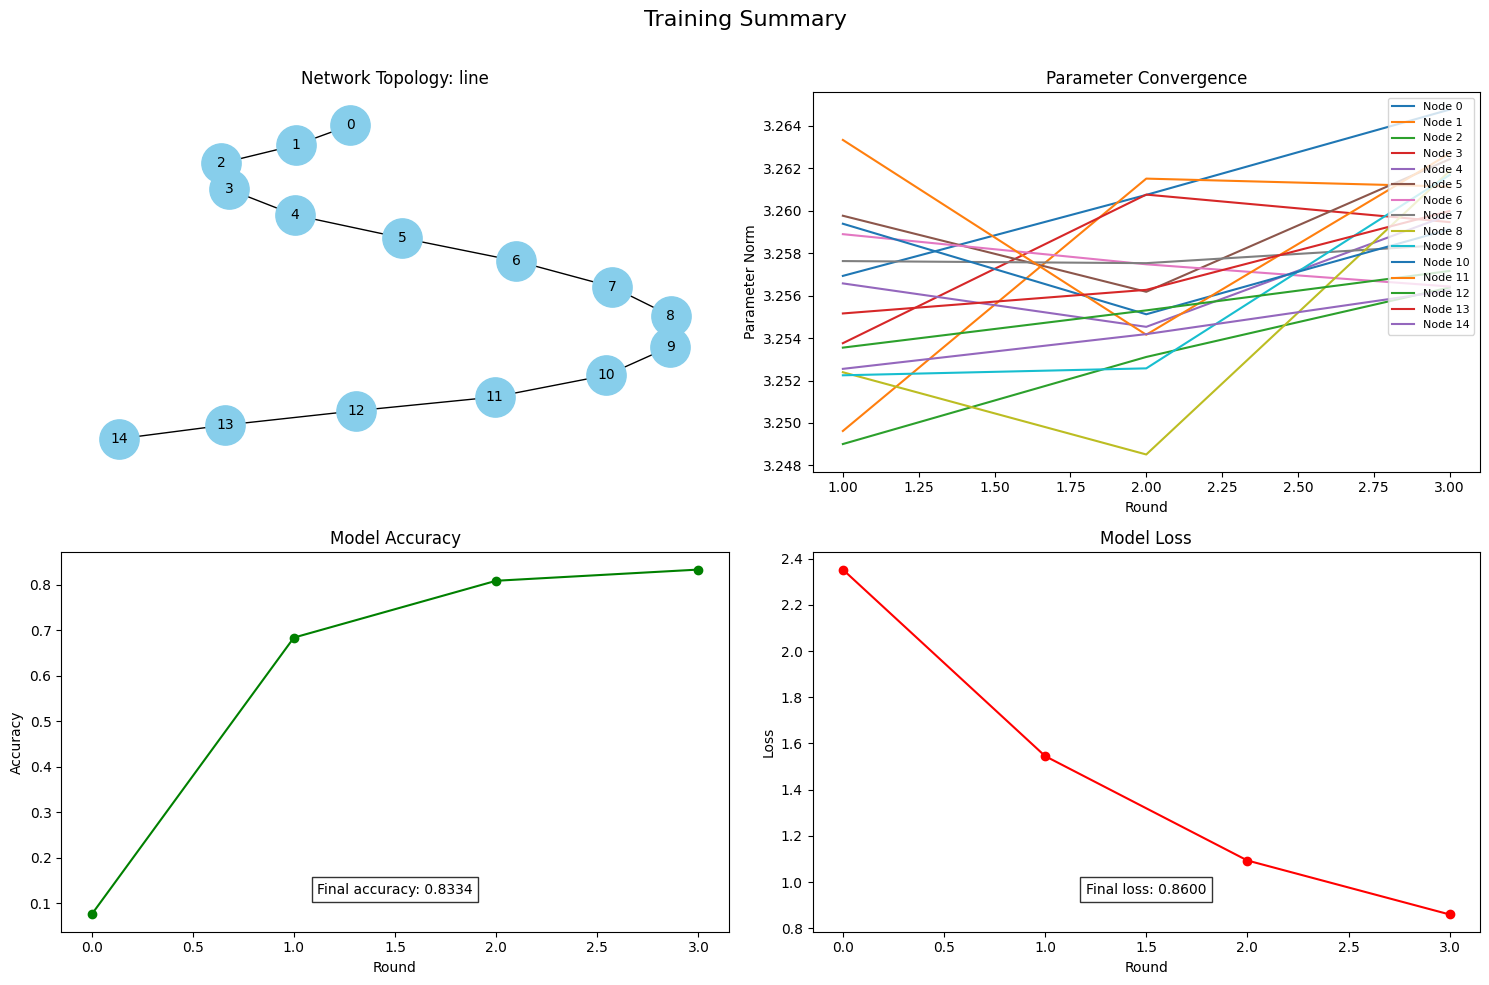 Training Summary
Network Topology: line
0
1
2
3
4
5
6
7
8
9
10
11
12
13
14
Parameter Convergence
Parameter Norm
3.264
3.262
3.260
3.258
3.256
3.254
3.252
3.250
3.248
Node 0
Node 1
Node 2
Node 3
Node 4
Node 5
Node 6
Node 7
Node 8
Node 9
Node 10
Node 11
Node 12
Node 13
Node 14
1.00 1.25 1.50 1.75 2.00 2.25 2.50 2.75 3.00
Round
Model Accuracy
Accuracy
0.8
0.7
0.6
0.5
0.4
0.3
0.2
0.1
Final accuracy: 0.8334
0.0 0.5 1.0 1.5 2.0 2.5 3.0
Round
Model Loss
Loss
2.4
2.2
2.0
1.8
1.6
1.4
1.2
1.0
0.8
Final loss: 0.8600
0.0 0.5 1.0 1.5 2.0 2.5 3.0
Round